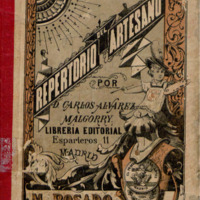 REPERTORIO DEL ARTESANO
POR
D. CARLOS ALVAREZ
MALGORRY
LIBRERIA EDITORIAL
Esparteros 11
MADRID
M. ROSADO